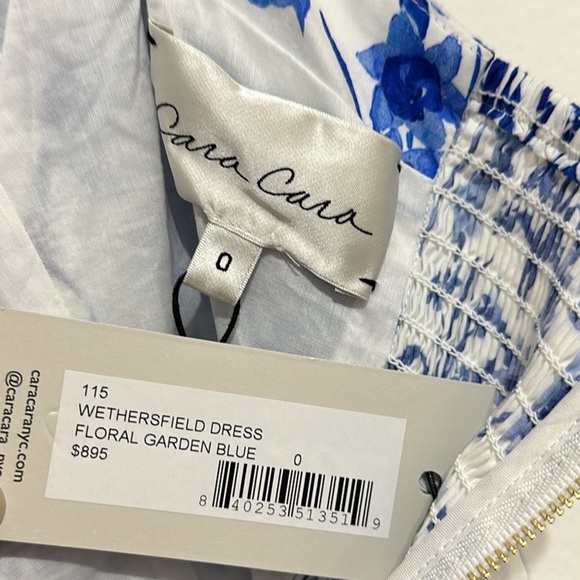 Cara Cara
0
caracaranyc.com
@caracara_nyc
115
WETHERSFIELD DRESS
FLORAL GARDEN BLUE 0
$895
8 40253 51351 9